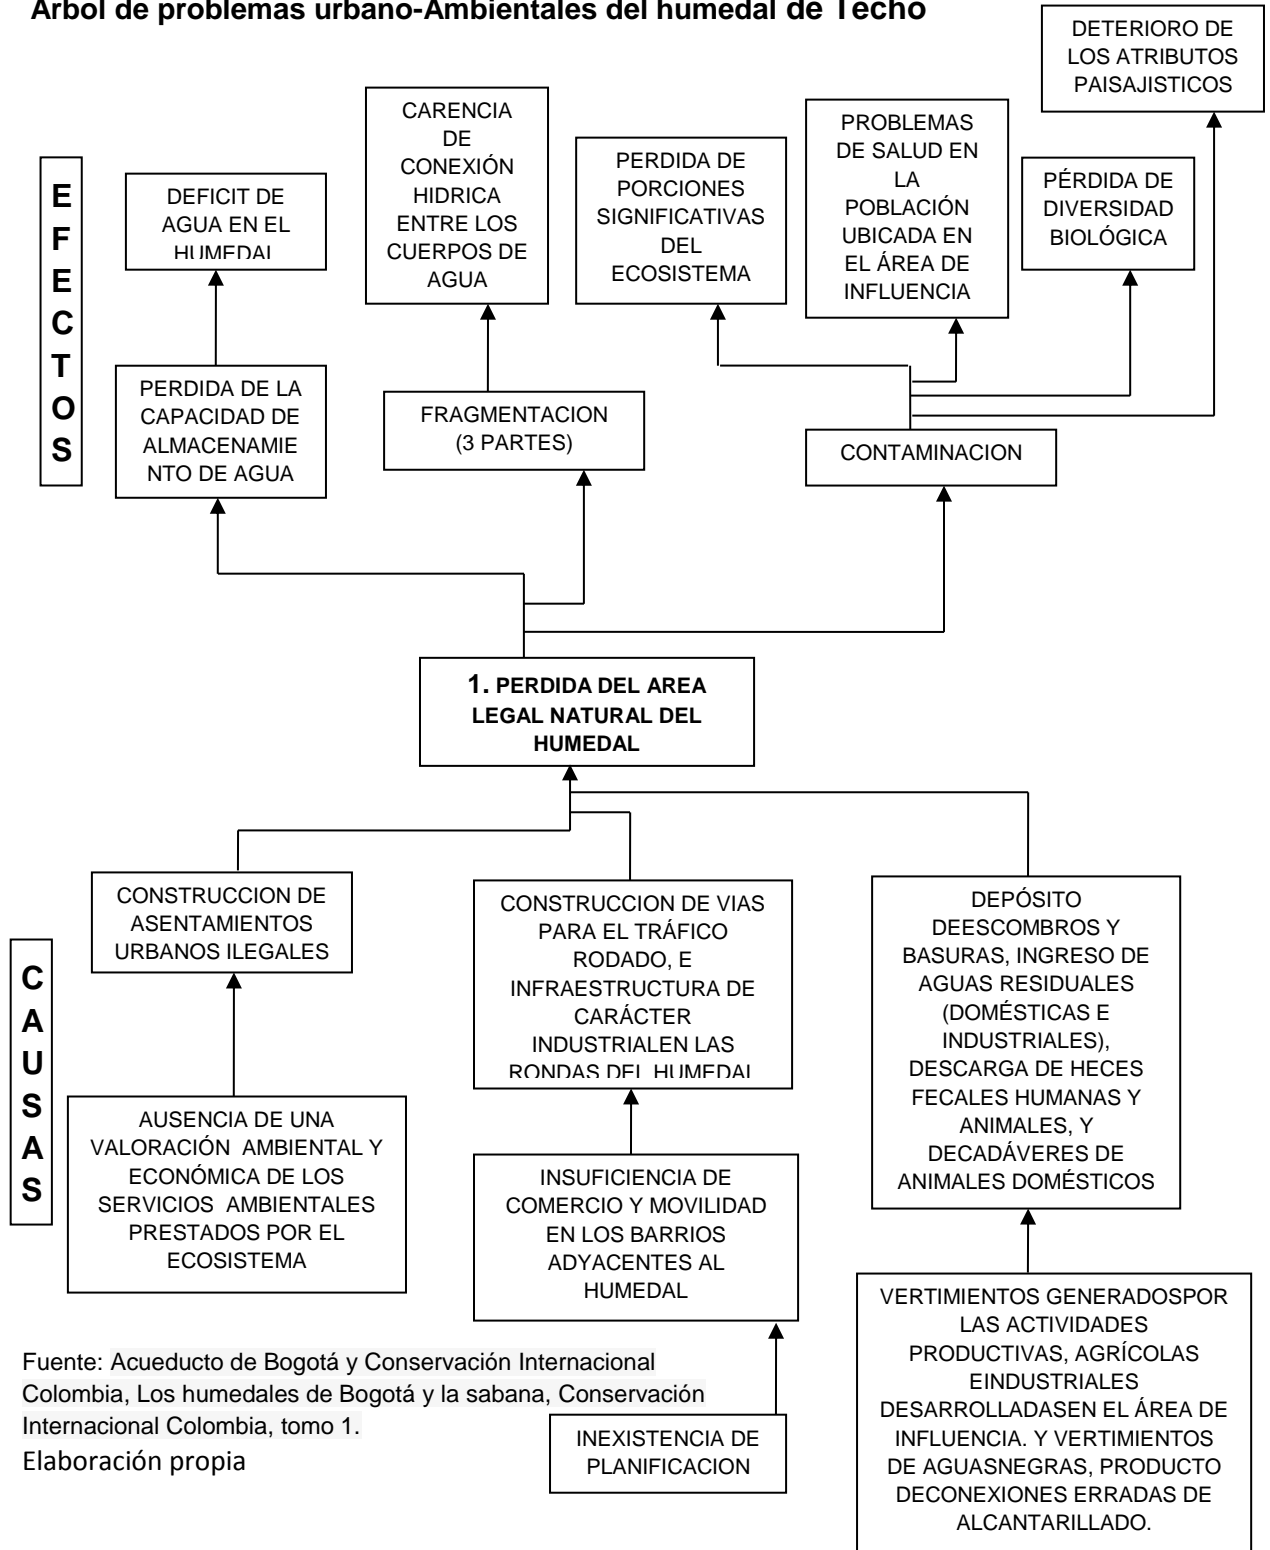 Árbol de problemas urbano-Ambientales del humedal de Techo
DETERIORO DE
LOS ATRIBUTOS
PAISAJISTICOS
CARENCIA
DE
CONEXIÓN
HIDRICA
ENTRE LOS
CUERPOS DE
AGUA
PROBLEMAS
DE SALUD EN
LA
POBLACIÓN
UBICADA EN
EL ÁREA DE
INFLUENCIA
PERDIDA DE
PORCIONES
SIGNIFICATIVAS
DEL
ECOSISTEMA
PÉRDIDA DE
DIVERSIDAD
BIOLÓGICA
E
F
E
C
T
O
S
DEFICIT DE
AGUA EN EL
HUMEDAL
PERDIDA DE LA
CAPACIDAD DE
ALMACENAMIE
NTO DE AGUA
FRAGMENTACION
(3 PARTES)
CONTAMINACION
1. PERDIDA DEL AREA
LEGAL NATURAL DEL
HUMEDAL
CONSTRUCCION DE
ASENTAMIENTOS
URBANOS ILEGALES
CONSTRUCCION DE VIAS
PARA EL TRÁFICO
RODADO, E
INFRAESTRUCTURA DE
CARÁCTER
INDUSTRIALEN LAS
RONDAS DEL HUMEDAL
DEPÓSITO
DEESCOMBROS Y
BASURAS, INGRESO DE
AGUAS RESIDUALES
(DOMÉSTICAS E
INDUSTRIALES),
DESCARGA DE HECES
FECALES HUMANAS Y
ANIMALES, Y
DECADÁVERES DE
ANIMALES DOMÉSTICOS
C
A
U
S
A
S
AUSENCIA DE UNA
VALORACIÓN  AMBIENTAL Y
ECONÓMICA DE LOS
SERVICIOS  AMBIENTALES
PRESTADOS POR EL
ECOSISTEMA
INSUFICIENCIA DE
COMERCIO Y MOVILIDAD
EN LOS BARRIOS
ADYACENTES AL
HUMEDAL
VERTIMIENTOS GENERADOSPOR
LAS ACTIVIDADES
PRODUCTIVAS, AGRÍCOLAS
EINDUSTRIALES
DESARROLLADASEN EL ÁREA DE
INFLUENCIA. Y VERTIMIENTOS
DE AGUASNEGRAS, PRODUCTO
DECONEXIONES ERRADAS DE
ALCANTARILLADO.
INEXISTENCIA DE
PLANIFICACION
Fuente: Acueducto de Bogotá y Conservación Internacional
Colombia, Los humedales de Bogotá y la sabana, Conservación
Internacional Colombia, tomo 1.
Elaboración propia